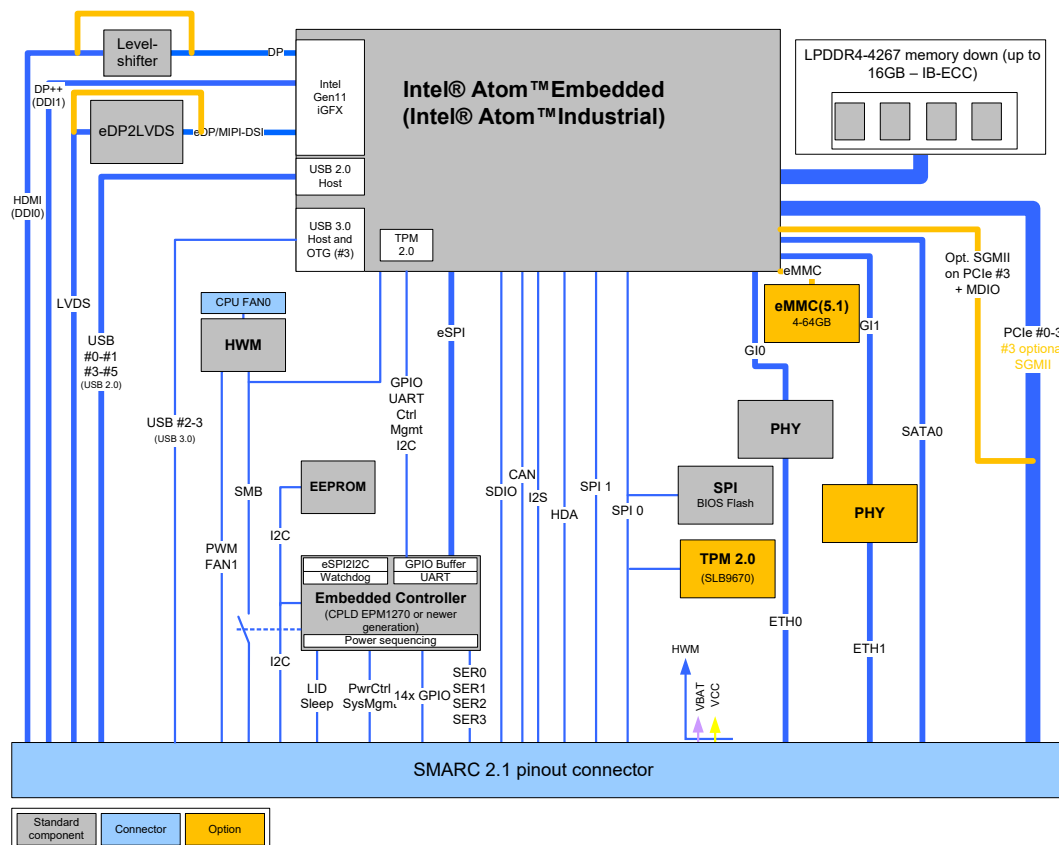 Level-
shifter
DP
Intel
Gen11
iGFX
Intel® Atom™Embedded
(Intel® Atom™Industrial)
LPDDR4-4267 memory down (up to
16GB – IB-ECC)
DP++
(DDI1)
eDP2LVDS
eDP/MIPI-DSI
USB 2.0
Host
HDMI
(DDI0)
USB 3.0
Host and
OTG (#3)
TPM
2.0
Opt. SGMII
on PCIe #3
+ MDIO
eMMC
eMMC(5.1)
4-64GB
LVDS
CPU FAN0
HWM
eSPI
GI0
GI1
PCIe #0-3
#3 optional
SGMII
USB
#0-#1
#3-#5
(USB 2.0)
GPIO
UART
Ctrl
Mgmt
I2C
USB #2-3
(USB 3.0)
PHY
SATA0
EEPROM
SMB
SDIO
CAN
I2S
HDA
SPI 1
SPI 0
SPI
BIOS Flash
PHY
I2C
PWM
FAN1
eSPI2I2C
Watchdog
GPIO Buffer
UART
Embedded Controller
(CPLD EPM1270 or newer
generation)
Power sequencing
TPM 2.0
(SLB9670)
ETH0
ETH1
I2C
LID
Sleep
PwrCtrl
SysMgmt
14x GPIO
SER0
SER1
SER2
SER3
HWM
VBAT
VCC
SMARC 2.1 pinout connector
Standard
component
Connector
Option